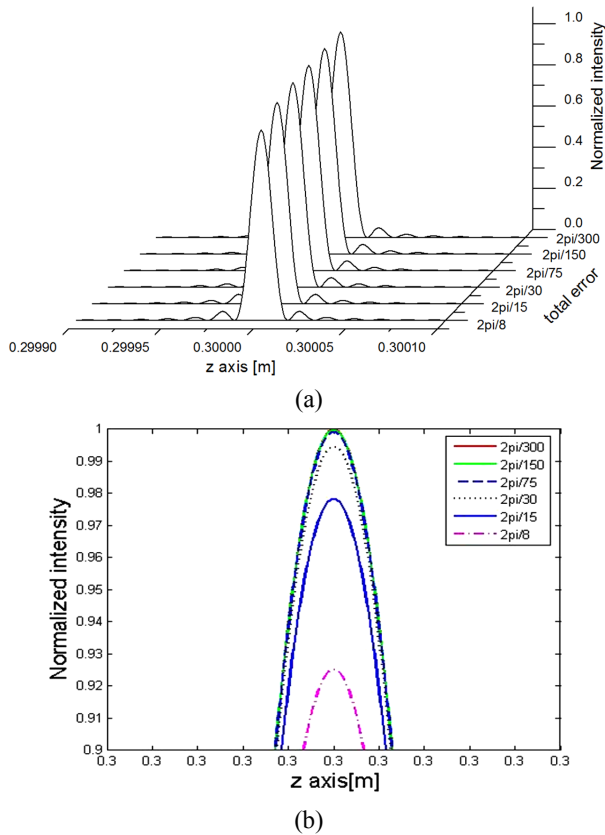 1.0
0.8
0.6
0.4
0.2
0.0
Normalized intensity
2pi/300
2pi/150
2pi/75
2pi/30
2pi/15
2pi/8
total error
0.29990
0.29995
0.30000
0.30005
0.30010
z axis [m]
(a)
1
0.99
0.98
0.97
0.96
0.95
0.94
0.93
0.92
0.91
0.9
Normalized intensity
2pi/300
2pi/150
2pi/75
2pi/30
2pi/15
2pi/8
0.3 0.3 0.3 0.3 0.3 0.3 0.3 0.3 0.3 0.3 0.3
z axis[m]
(b)